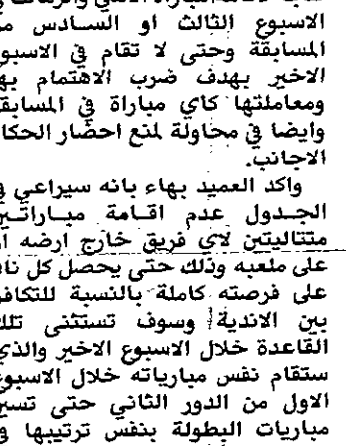 الاسبوع الثالث او السادس من
المسابقة وحتى لا تقام في الاسبوع
الاخير بهدف ضرب الاهتمام بها
ومعاملتها كاي مباراة في المسابقة
وايضا في محاولة لمنع احضار الحكام
الاجانب.
واكد العميد بهاء بانه سيراعي في
الجدول عدم اقامة مباراتين
متتاليتين لاي فريق خارج ارضه او
على ملعبه وذلك حتى يحصل كل ناد
على فرصته كاملة بالنسبة للتكافؤ
بين الاندية وسوف تستثنى تلك
القاعدة خلال الاسبوع الاخير والذي
ستقام نفس مبارياته خلال الاسبوع
الاول من الدور الثاني حتى تسير
مباريات البطولة بنفس ترتيبها في